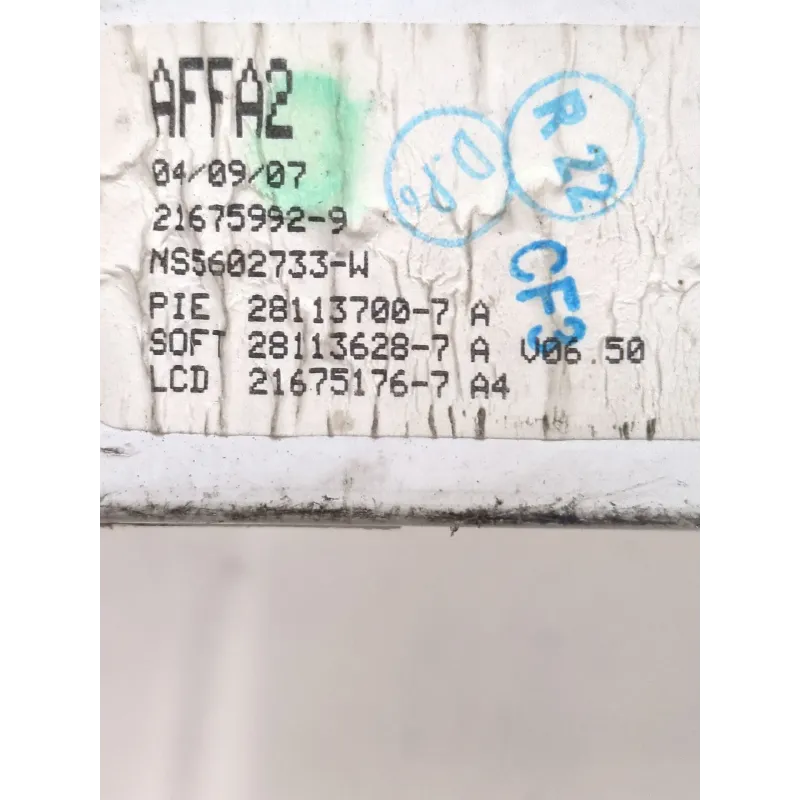 AFFA2
04/09/07
21675992-9
MS5602733-W
PIE 28113700-7 A
SOFT 28113628-7 A V06.50
LCD 21675176-7 A4
R 22
CF3